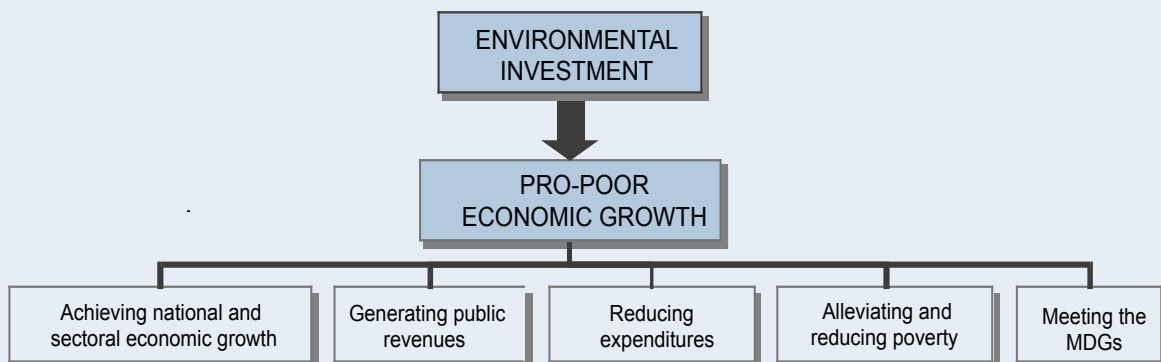 ENVIRONMENTAL
INVESTMENT
PRO-POOR
ECONOMIC GROWTH
Achieving national and
sectoral economic growth
Generating public
revenues
Reducing
expenditures
Alleviating and
reducing poverty
Meeting the
MDGs